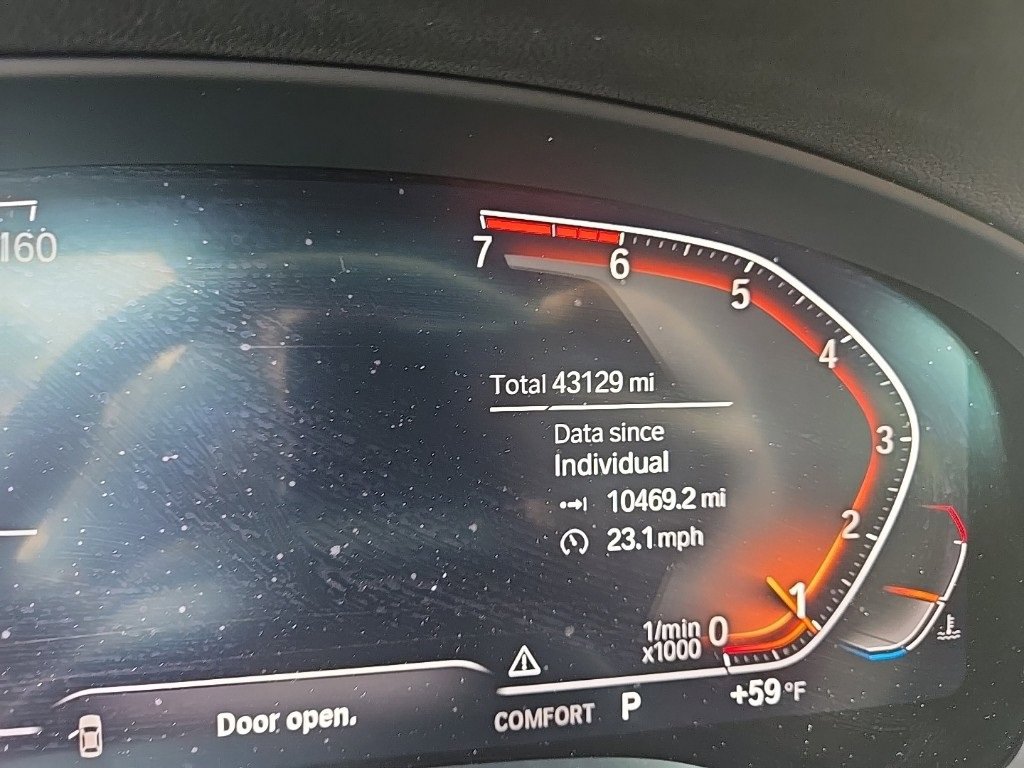 160
7
6
5
4
3
2
1
0
Total 43129 mi
Data since
Individual
10469.2 mi
23.1 mph
1/min
x1000
COMFORT P +59 °F
Door open.